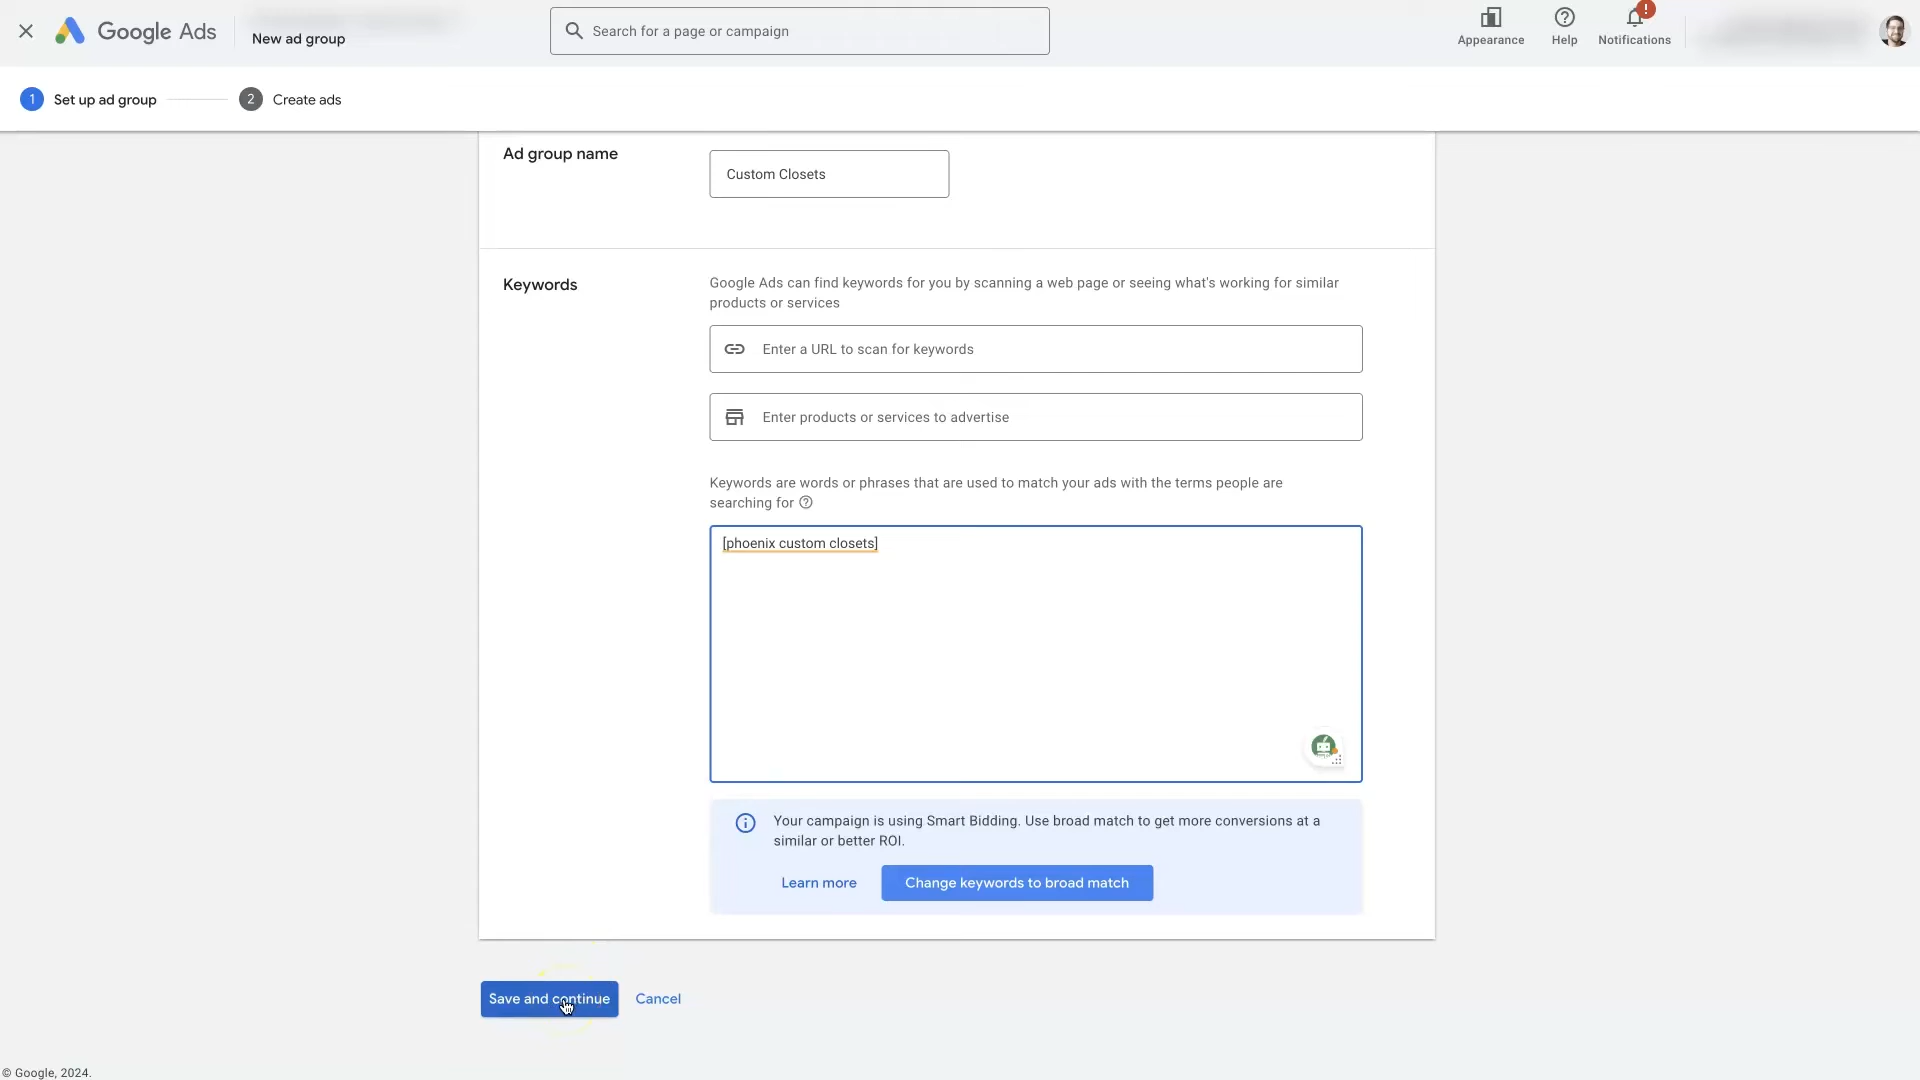 Google Ads
New ad group
Search for a page or campaign
Appearance
Help
!
Notifications
1 Set up ad group
2 Create ads
Ad group name
Custom Closets
Keywords
Google Ads can find keywords for you by scanning a web page or seeing what's working for similar
products or services
Enter a URL to scan for keywords
Enter products or services to advertise
Keywords are words or phrases that are used to match your ads with the terms people are
searching for
[phoenix custom closets]
Your campaign is using Smart Bidding. Use broad match to get more conversions at a
similar or better ROI.
Learn more
Change keywords to broad match
Save and continue
Cancel
© Google, 2024.